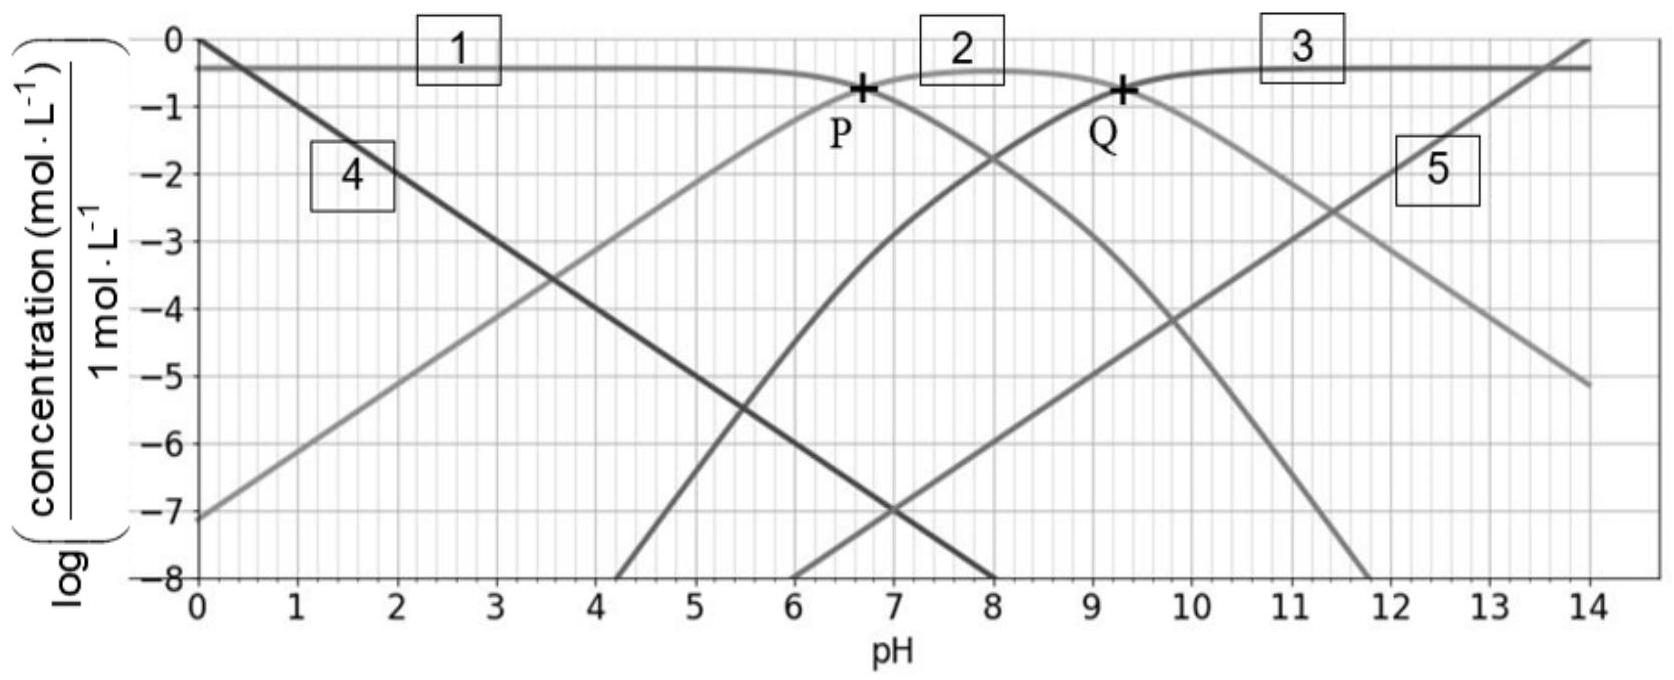 log( concentration (mol · L⁻¹) / 1 mol · L⁻¹ )
0
−1
−2
−3
−4
−5
−6
−7
−8
1
2
3
4
5
P
Q
0 1 2 3 4 5 6 7 8 9 10 11 12 13 14
pH